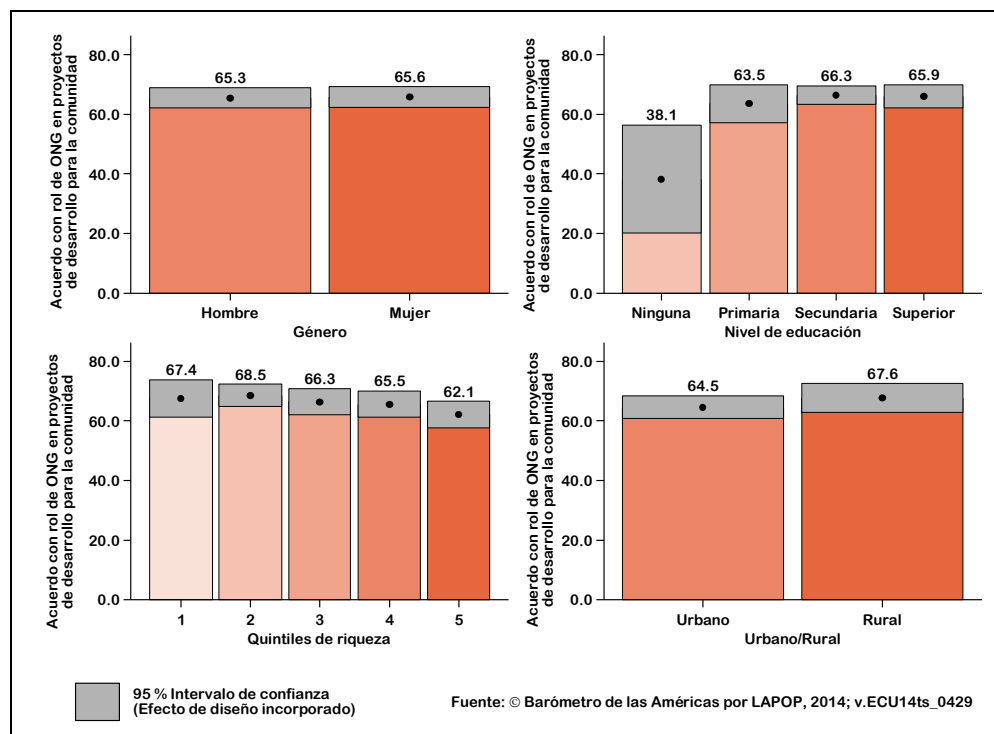 Acuerdo con rol de ONG en proyectos
de desarrollo para la comunidad
80.0
60.0
40.0
20.0
0.0
65.3
65.6
Hombre
Mujer
Género
Acuerdo con rol de ONG en proyectos
de desarrollo para la comunidad
80.0
60.0
40.0
20.0
0.0
38.1
63.5
66.3
65.9
Ninguna
Primaria
Secundaria
Superior
Nivel de educación
Acuerdo con rol de ONG en proyectos
de desarrollo para la comunidad
80.0
60.0
40.0
20.0
0.0
67.4
68.5
66.3
65.5
62.1
1
2
3
4
5
Quintiles de riqueza
Acuerdo con rol de ONG en proyectos
de desarrollo para la comunidad
80.0
60.0
40.0
20.0
0.0
64.5
67.6
Urbano
Rural
Urbano/Rural
95 % Intervalo de confianza
(Efecto de diseño incorporado)
Fuente: © Barómetro de las Américas por LAPOP, 2014; v.ECU14ts_0429